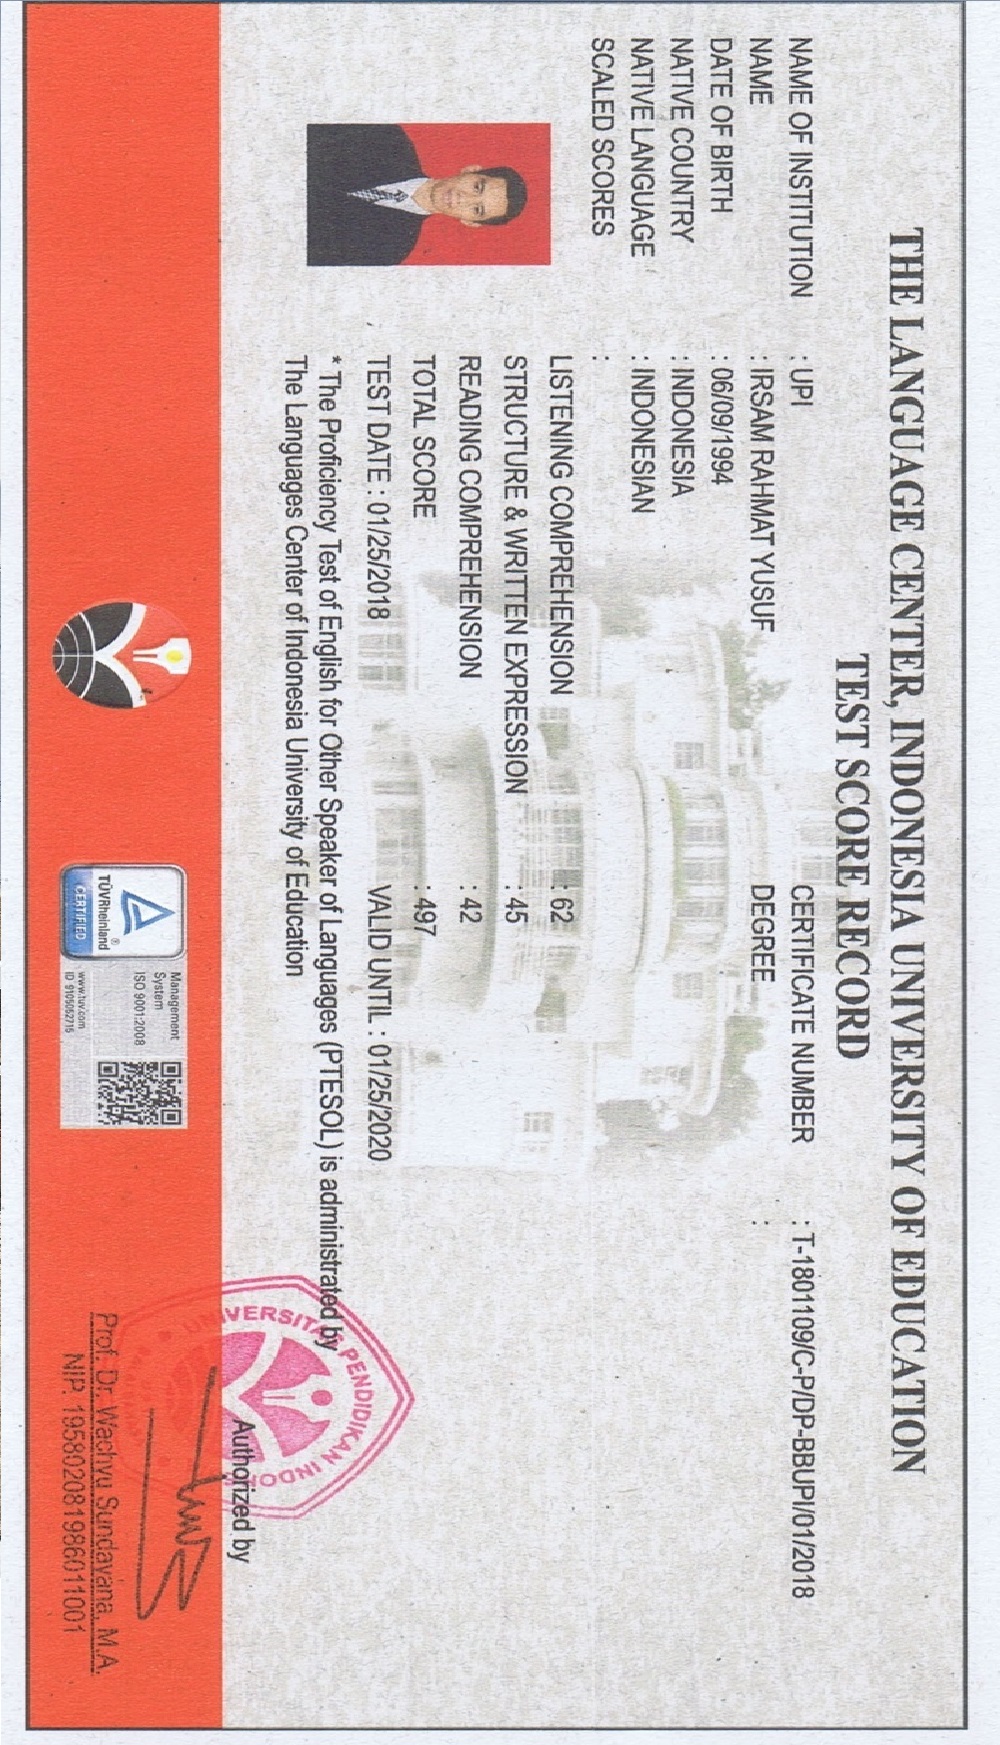 THE LANGUAGE CENTER, INDONESIA UNIVERSITY OF EDUCATION
TEST SCORE RECORD
NAME OF INSTITUTION : UPI CERTIFICATE NUMBER : T-1801109/C-P/DP-BBUPI/01/2018
NAME : IRSAM RAHMAT YUSUF DEGREE :
DATE OF BIRTH : 06/09/1994
NATIVE COUNTRY : INDONESIA
NATIVE LANGUAGE : INDONESIAN
SCALED SCORES :
LISTENING COMPREHENSION : 62
STRUCTURE & WRITTEN EXPRESSION : 45
READING COMPREHENSION : 42
TOTAL SCORE : 497
TEST DATE : 01/25/2018 VALID UNTIL : 01/25/2020
* The Proficiency Test of English for Other Speaker of Languages (PTESOL) is administrated by
The Languages Center of Indonesia University of Education
UNIVERSITAS PENDIDIKAN INDONE
Authorized by
TÜVRheinland®
CERTIFIED
Management
System
ISO 9001:2008
www.tuv.com
ID 9105052715
Prof. Dr. Wachyu Sundayana, M.A.
NIP. 195802081986011001